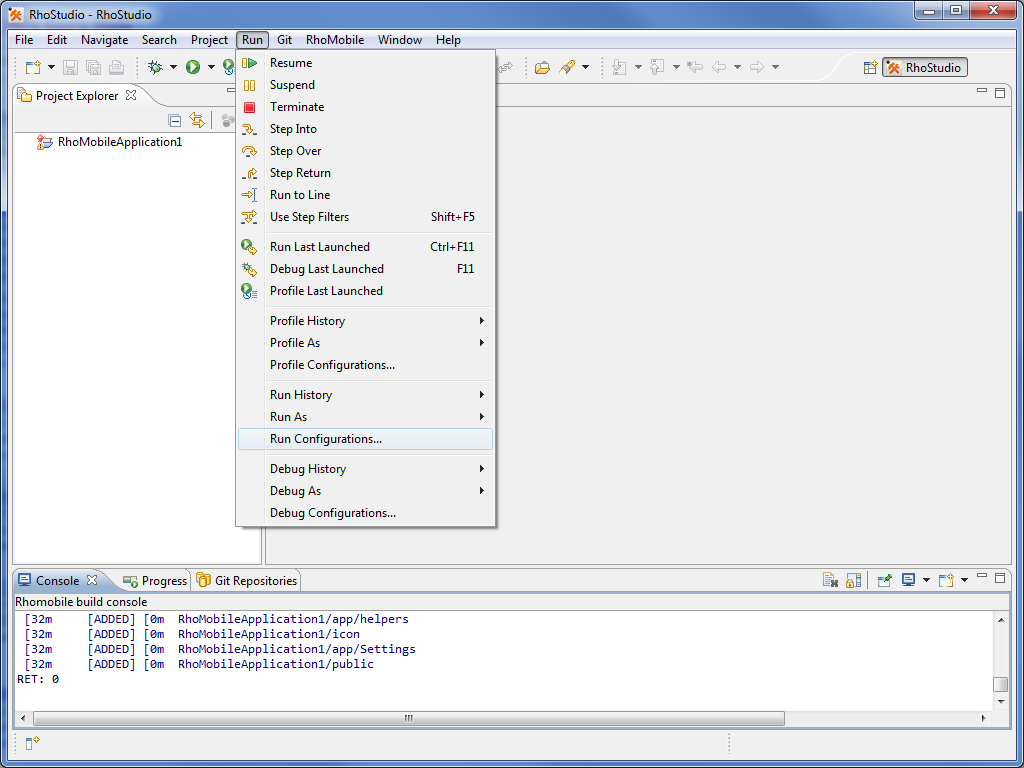 RhoStudio - RhoStudio
File Edit Navigate Search Project Run Git RhoMobile Window Help
RhoStudio
Project Explorer
RhoMobileApplication1
Resume
Suspend
Terminate
Step Into
Step Over
Step Return
Run to Line
Use Step Filters Shift+F5
Run Last Launched Ctrl+F11
Debug Last Launched F11
Profile Last Launched
Profile History
Profile As
Profile Configurations...
Run History
Run As
Run Configurations...
Debug History
Debug As
Debug Configurations...
Console Progress Git Repositories
Rhomobile build console
[32m [ADDED] [0m RhoMobileApplication1/app/helpers
[32m [ADDED] [0m RhoMobileApplication1/icon
[32m [ADDED] [0m RhoMobileApplication1/app/Settings
[32m [ADDED] [0m RhoMobileApplication1/public
RET: 0